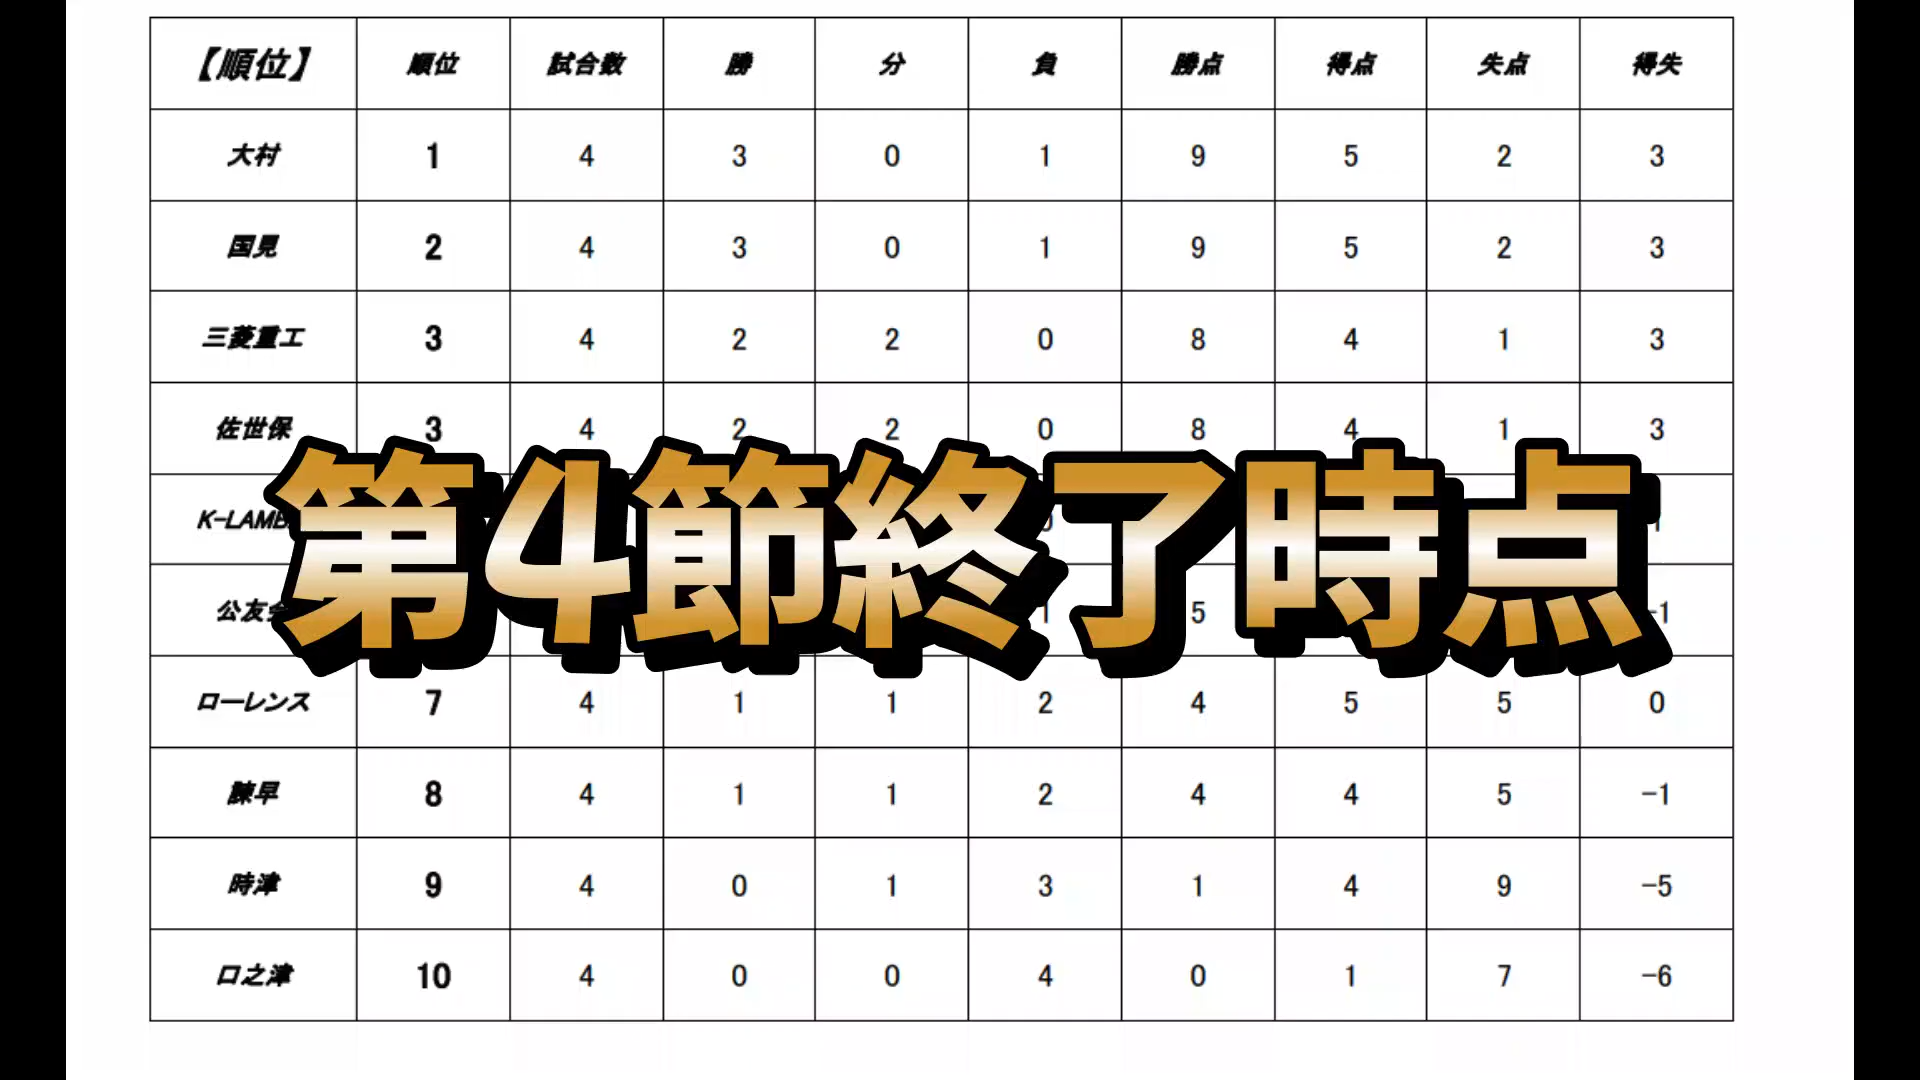 【順位】 順位 試合数 勝 分 負 勝点 得点 失点 得失
大村 1 4 3 0 1 9 5 2 3
国見 2 4 3 0 1 9 5 2 3
三菱重工 3 4 2 2 0 8 4 1 3
佐世保 3 4 2 2 0 8 4 1 3
第4節終了時点
公友 5
ローレンス 7 4 1 1 2 4 5 5 0
諫早 8 4 1 1 2 4 4 5 -1
時津 9 4 0 1 3 1 4 9 -5
口之津 10 4 0 0 4 0 1 7 -6